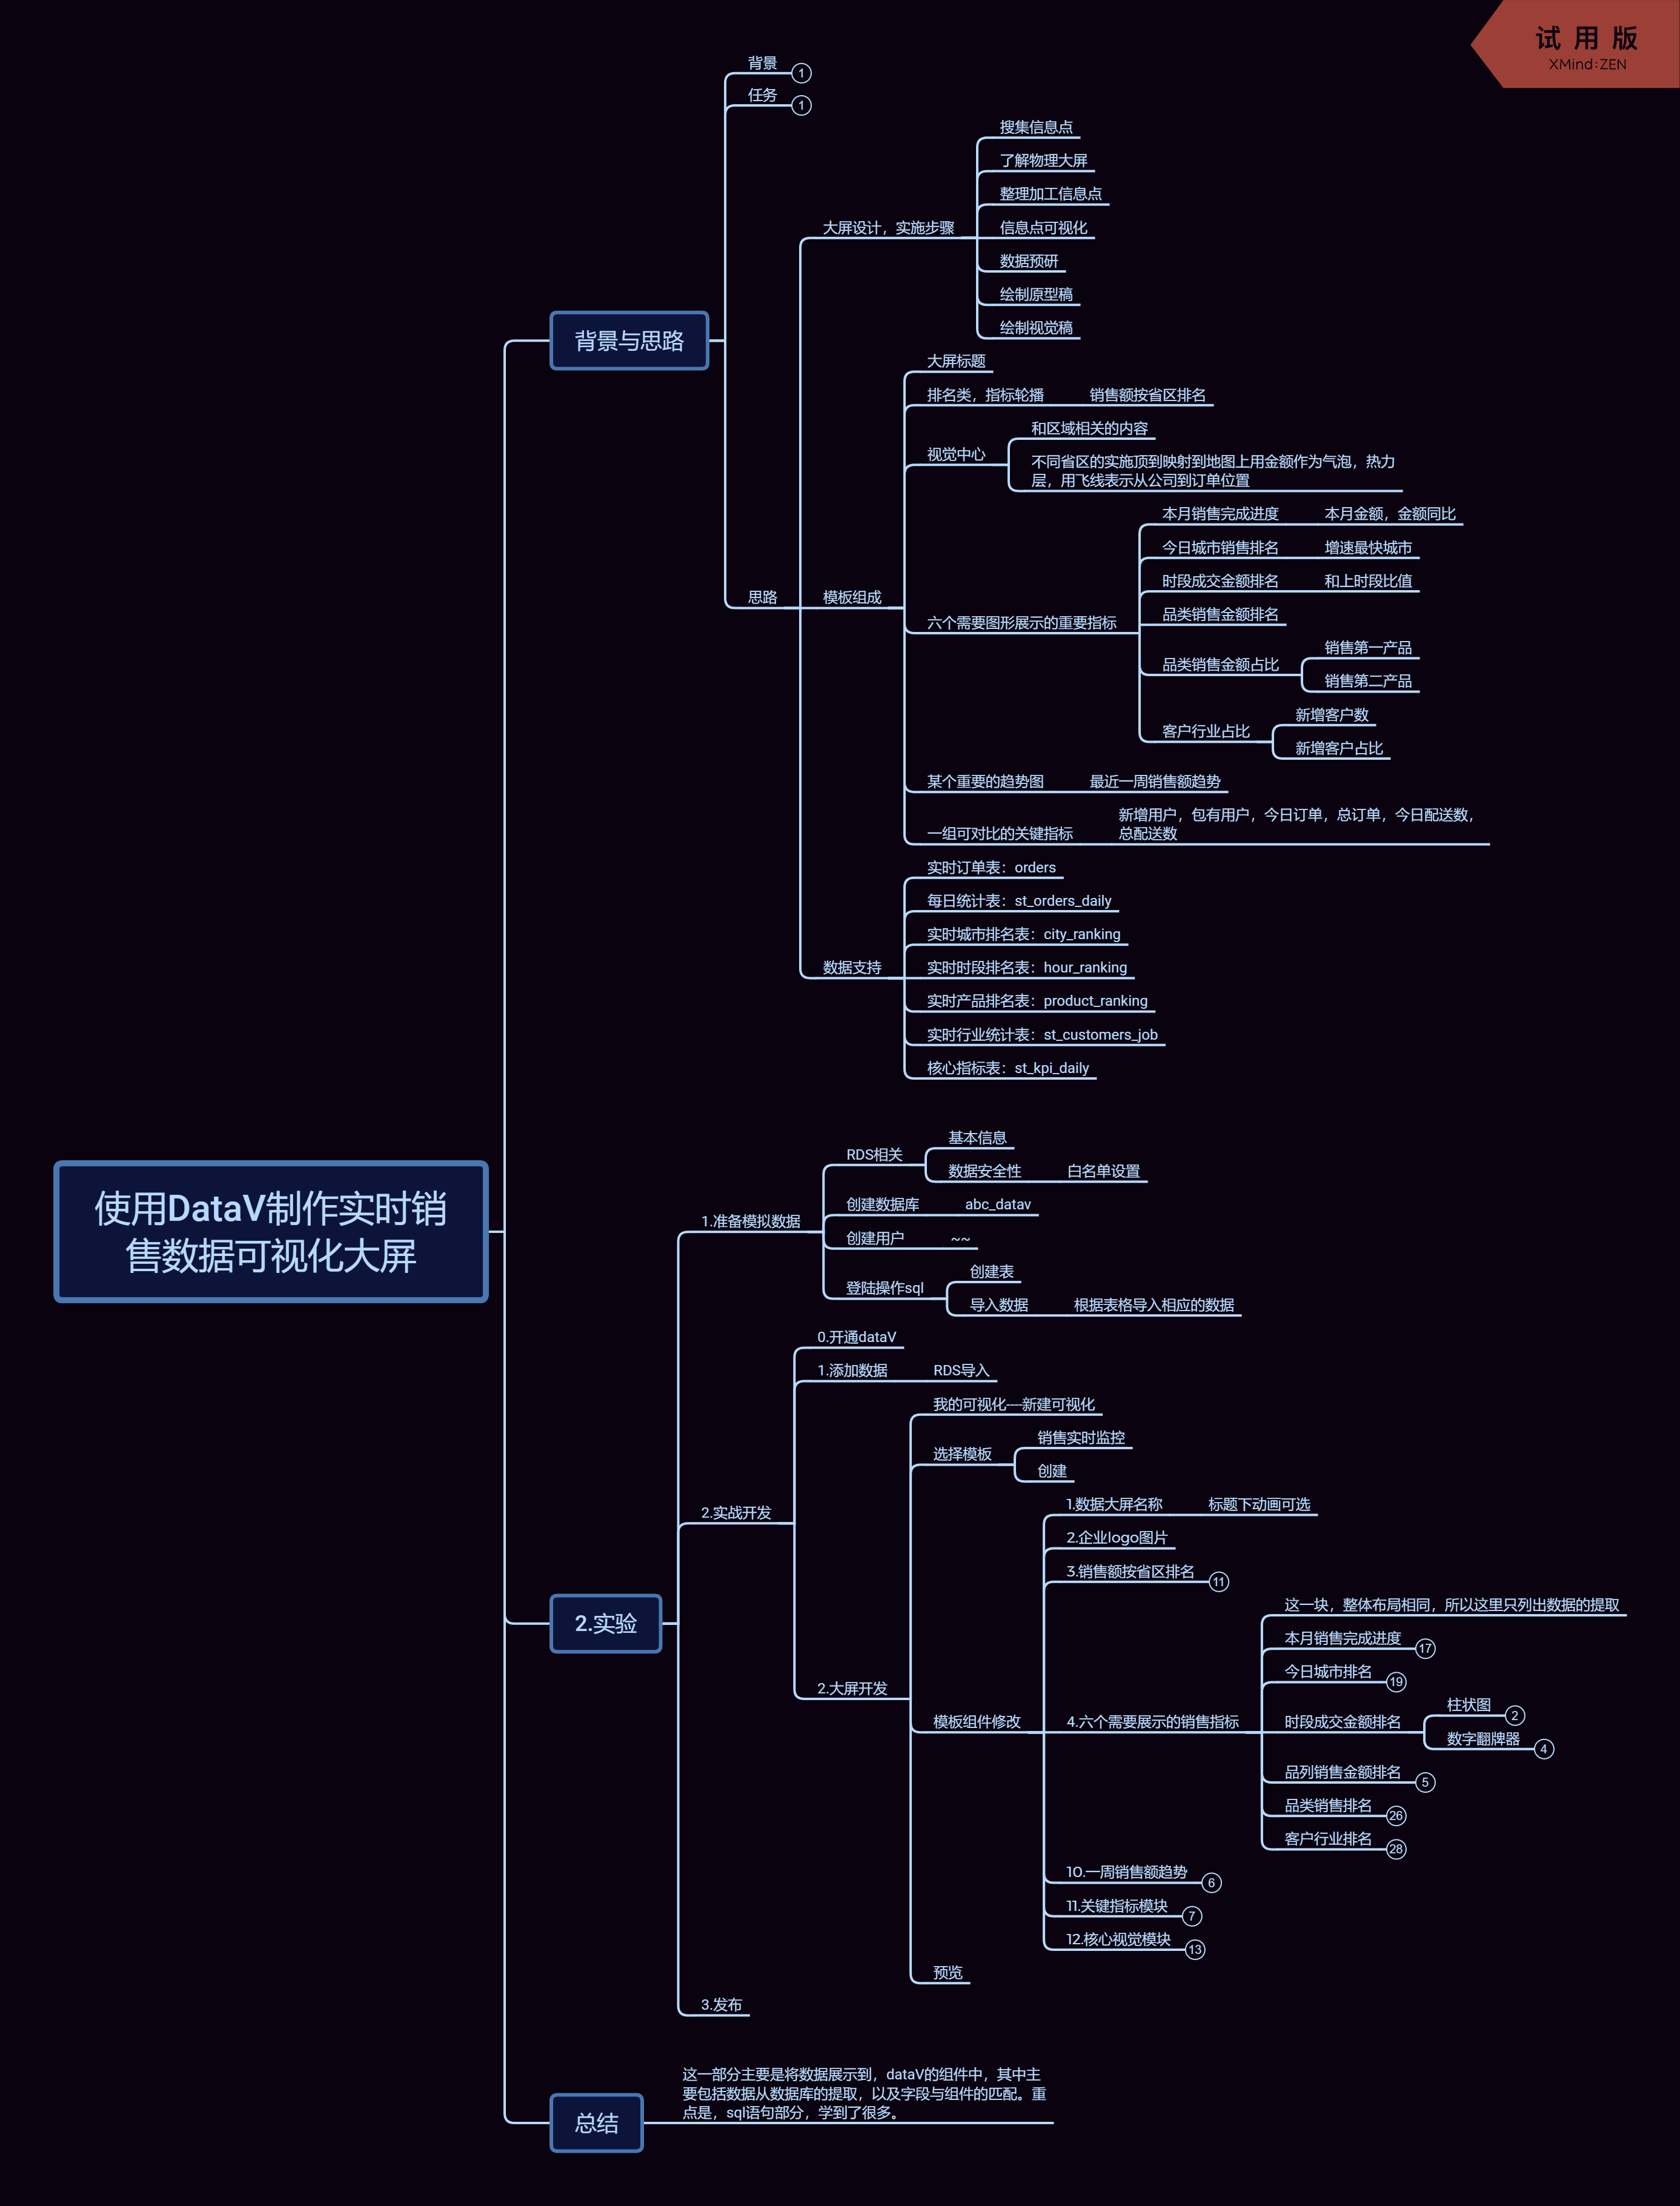 试用版
XMind:ZEN
使用DataV制作实时销
售数据可视化大屏
背景与思路
背景
1
任务
1
思路
大屏设计，实施步骤
搜集信息点
了解物理大屏
整理加工信息点
信息点可视化
数据预研
绘制原型稿
绘制视觉稿
模板组成
大屏标题
排名类，指标轮播
销售额按省区排名
视觉中心
和区域相关的内容
不同省区的实施顶到映射到地图上用金额作为气泡，热力
层，用飞线表示从公司到订单位置
六个需要图形展示的重要指标
本月销售完成进度
本月金额，金额同比
今日城市销售排名
增速最快城市
时段成交金额排名
和上时段比值
品类销售金额排名
品类销售金额占比
销售第一产品
销售第二产品
客户行业占比
新增客户数
新增客户占比
某个重要的趋势图
最近一周销售额趋势
一组可对比的关键指标
新增用户，包有用户，今日订单，总订单，今日配送数，
总配送数
数据支持
实时订单表：orders
每日统计表：st_orders_daily
实时城市排名表：city_ranking
实时时段排名表：hour_ranking
实时产品排名表：product_ranking
实时行业统计表：st_customers_job
核心指标表：st_kpi_daily
2.实验
1.准备模拟数据
RDS相关
基本信息
数据安全性
白名单设置
创建数据库
abc_datav
创建用户
~~
登陆操作sql
创建表
导入数据
根据表格导入相应的数据
2.实战开发
0.开通dataV
1.添加数据
RDS导入
2.大屏开发
我的可视化----新建可视化
选择模板
销售实时监控
创建
模板组件修改
1.数据大屏名称
标题下动画可选
2.企业logo图片
3.销售额按省区排名
11
4.六个需要展示的销售指标
这一块，整体布局相同，所以这里只列出数据的提取
本月销售完成进度
17
今日城市排名
19
时段成交金额排名
柱状图
2
数字翻牌器
4
品列销售金额排名
5
品类销售排名
26
客户行业排名
28
10.一周销售额趋势
6
11.关键指标模块
7
12.核心视觉模块
13
预览
3.发布
总结
这一部分主要是将数据展示到，dataV的组件中，其中主
要包括数据从数据库的提取，以及字段与组件的匹配。重
点是，sql语句部分，学到了很多。